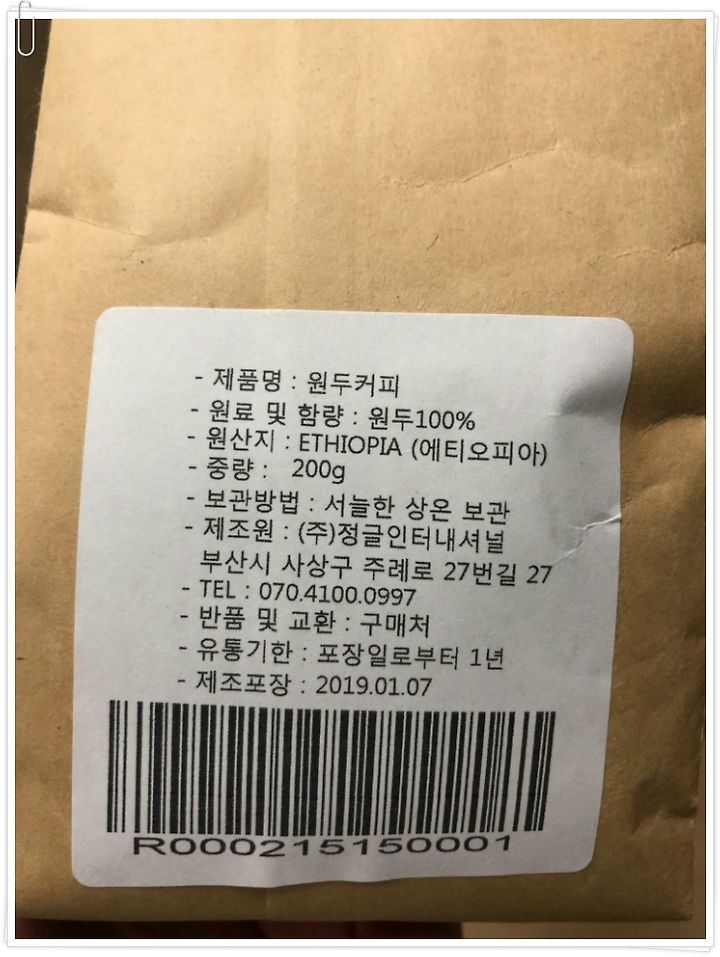 - 제품명 : 원두커피
- 원료 및 함량 : 원두100%
- 원산지 : ETHIOPIA (에티오피아)
- 중량 :   200g
- 보관방법 : 서늘한 상온 보관
- 제조원 : (주)정글인터내셔널
부산시 사상구 주례로 27번길 27
- TEL : 070.4100.0997
- 반품 및 교환 : 구매처
- 유통기한 : 포장일로부터 1년
- 제조포장 : 2019.01.07
R000215150001